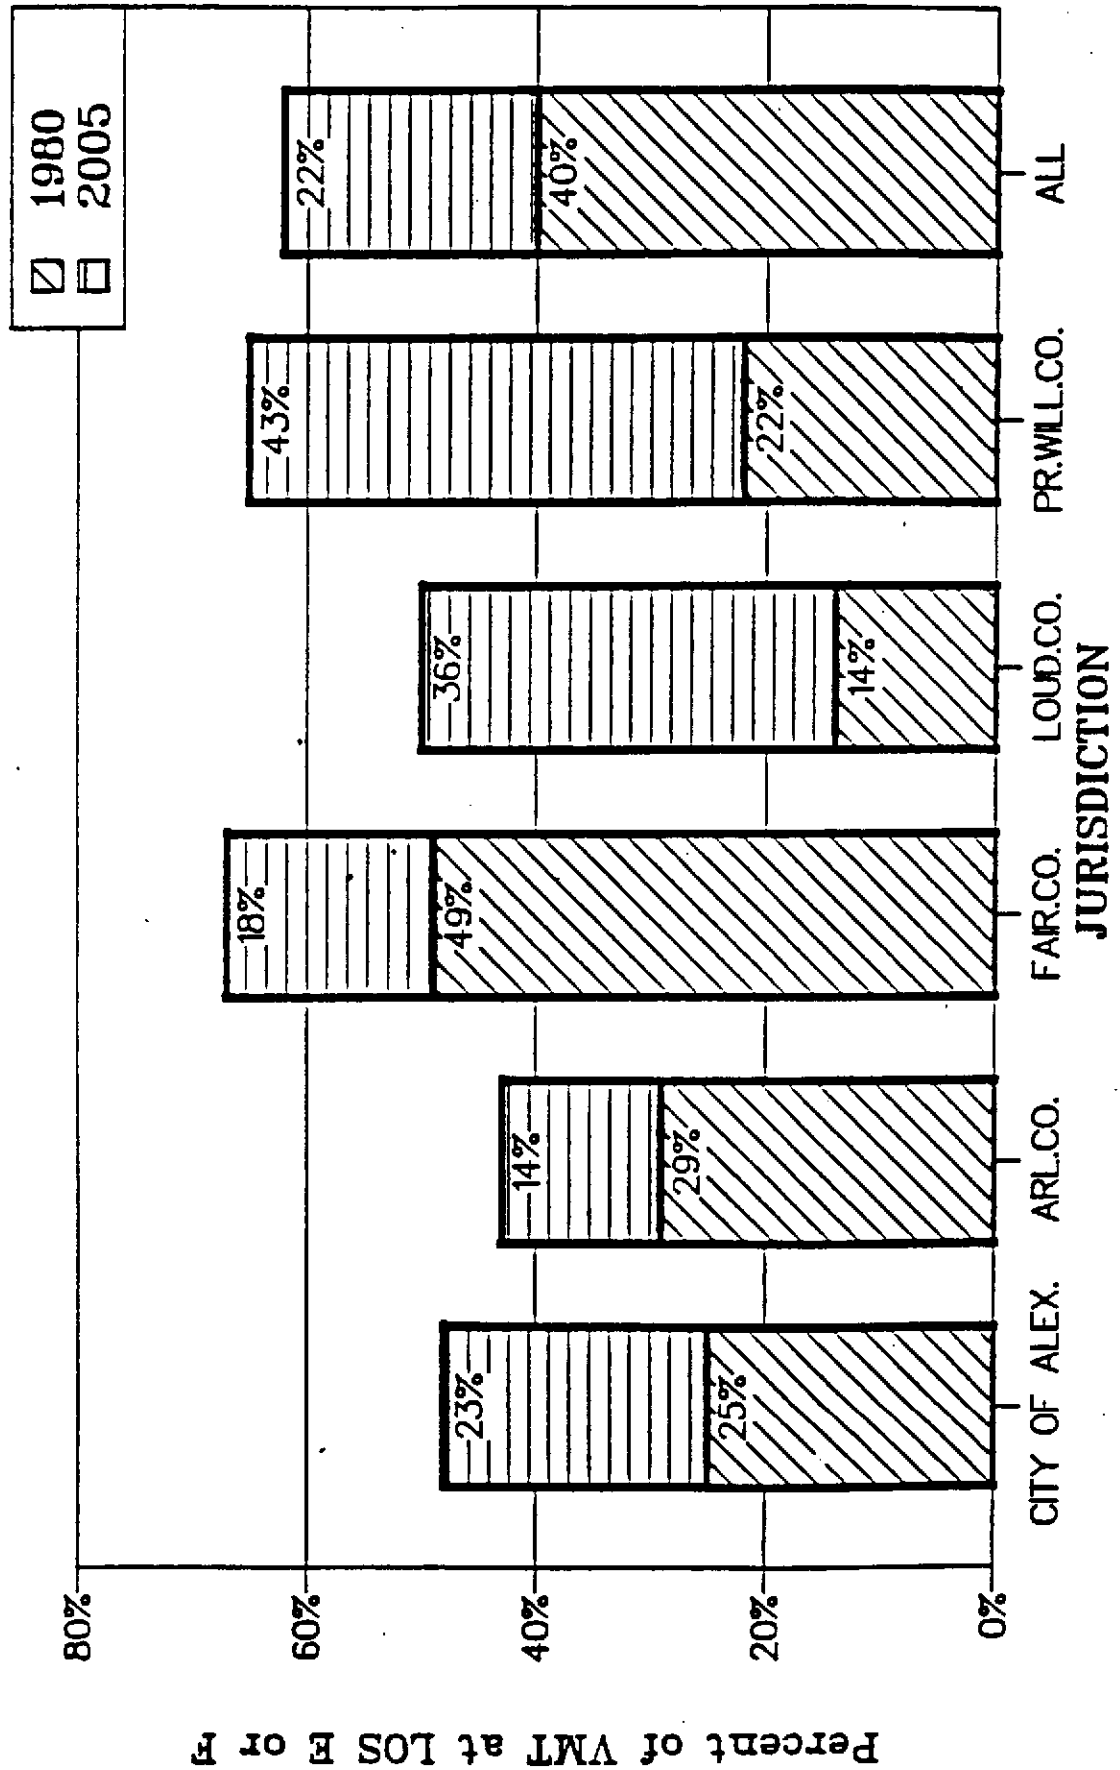 1980
2005
Percent of VMT at LOS E or F
80%
60%
40%
20%
0%
23%
25%
14%
29%
18%
49%
36%
14%
43%
22%
22%
40%
CITY OF ALEX.
ARL.CO.
FAIR.CO.
LOUD.CO.
PR.WILL.CO.
ALL
JURISDICTION